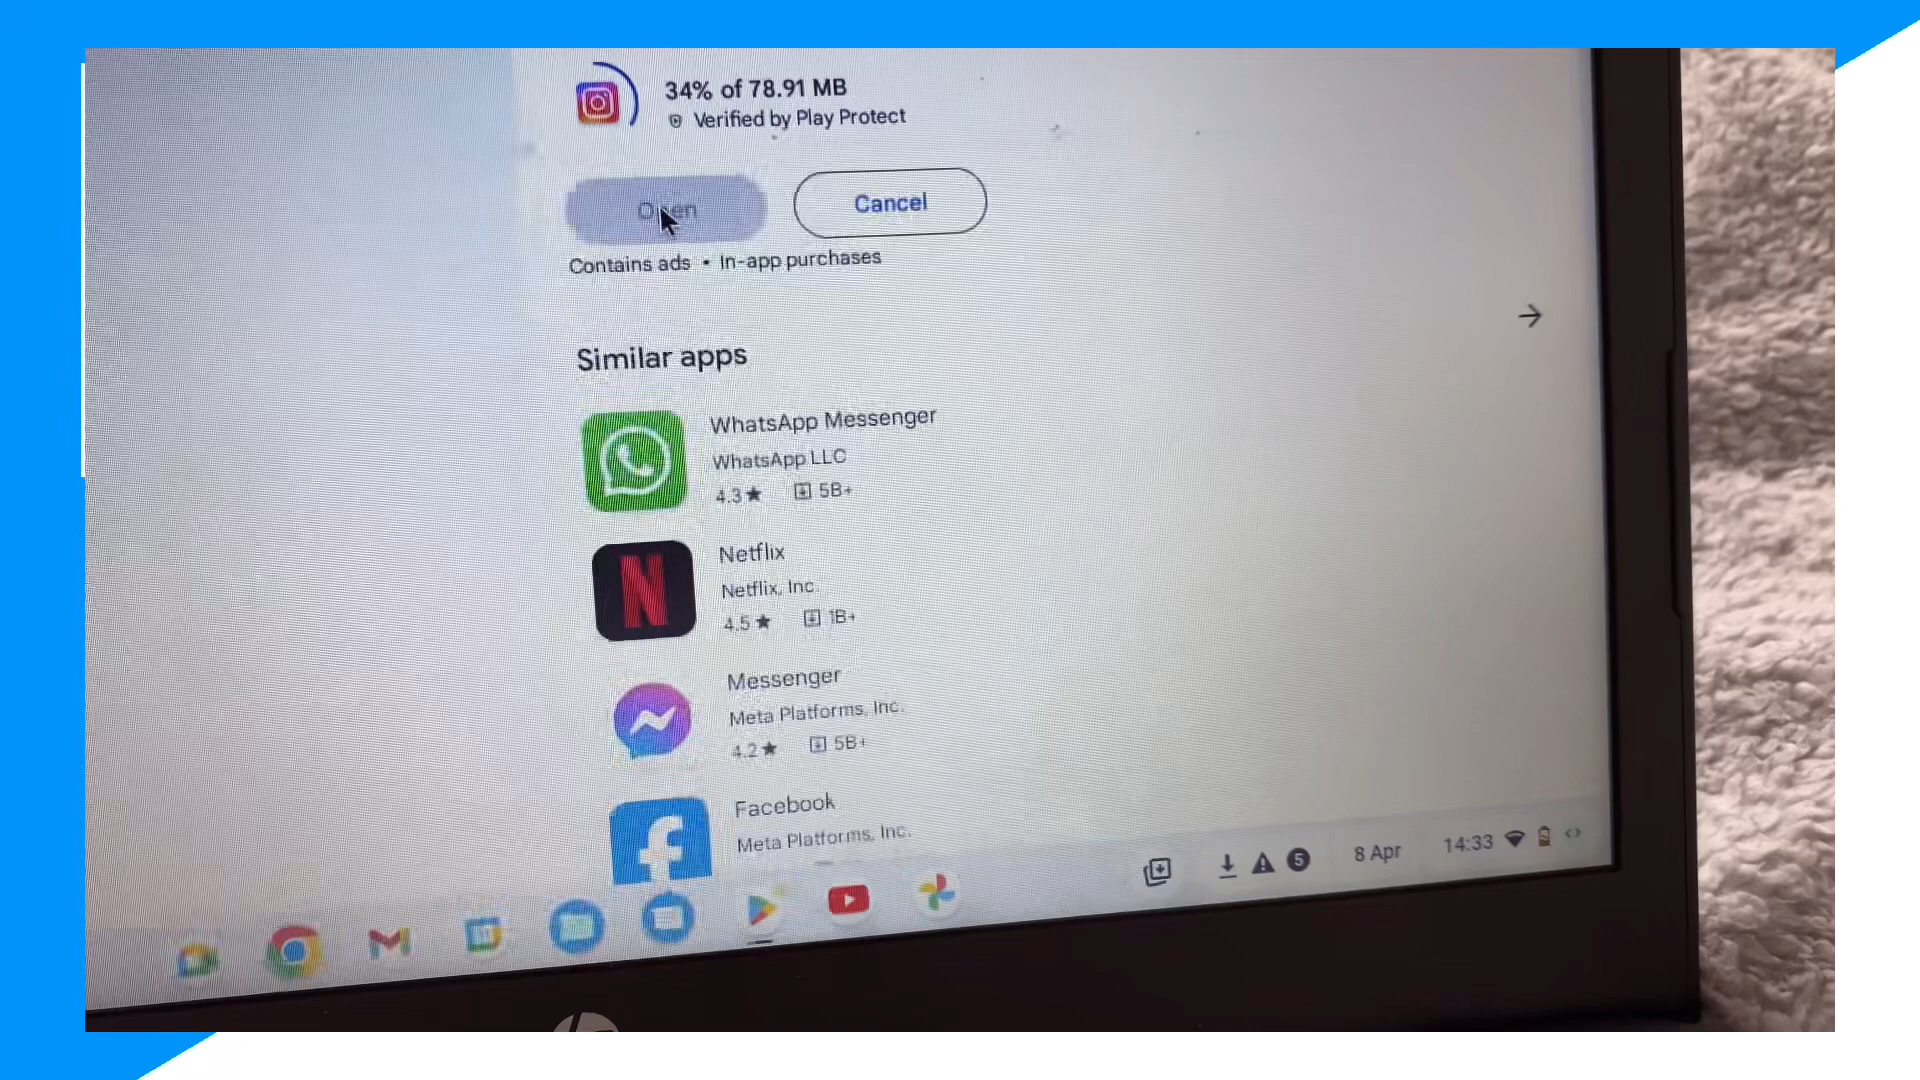 34% of 78.91 MB
Verified by Play Protect
Open
Cancel
Contains ads • In-app purchases
Similar apps
WhatsApp Messenger
WhatsApp LLC
4.3★ 5B+
Netflix
Netflix, Inc.
4.5★ 1B+
Messenger
Meta Platforms, Inc.
4.2★ 5B+
Facebook
Meta Platforms, Inc.
5 8 Apr 14:33